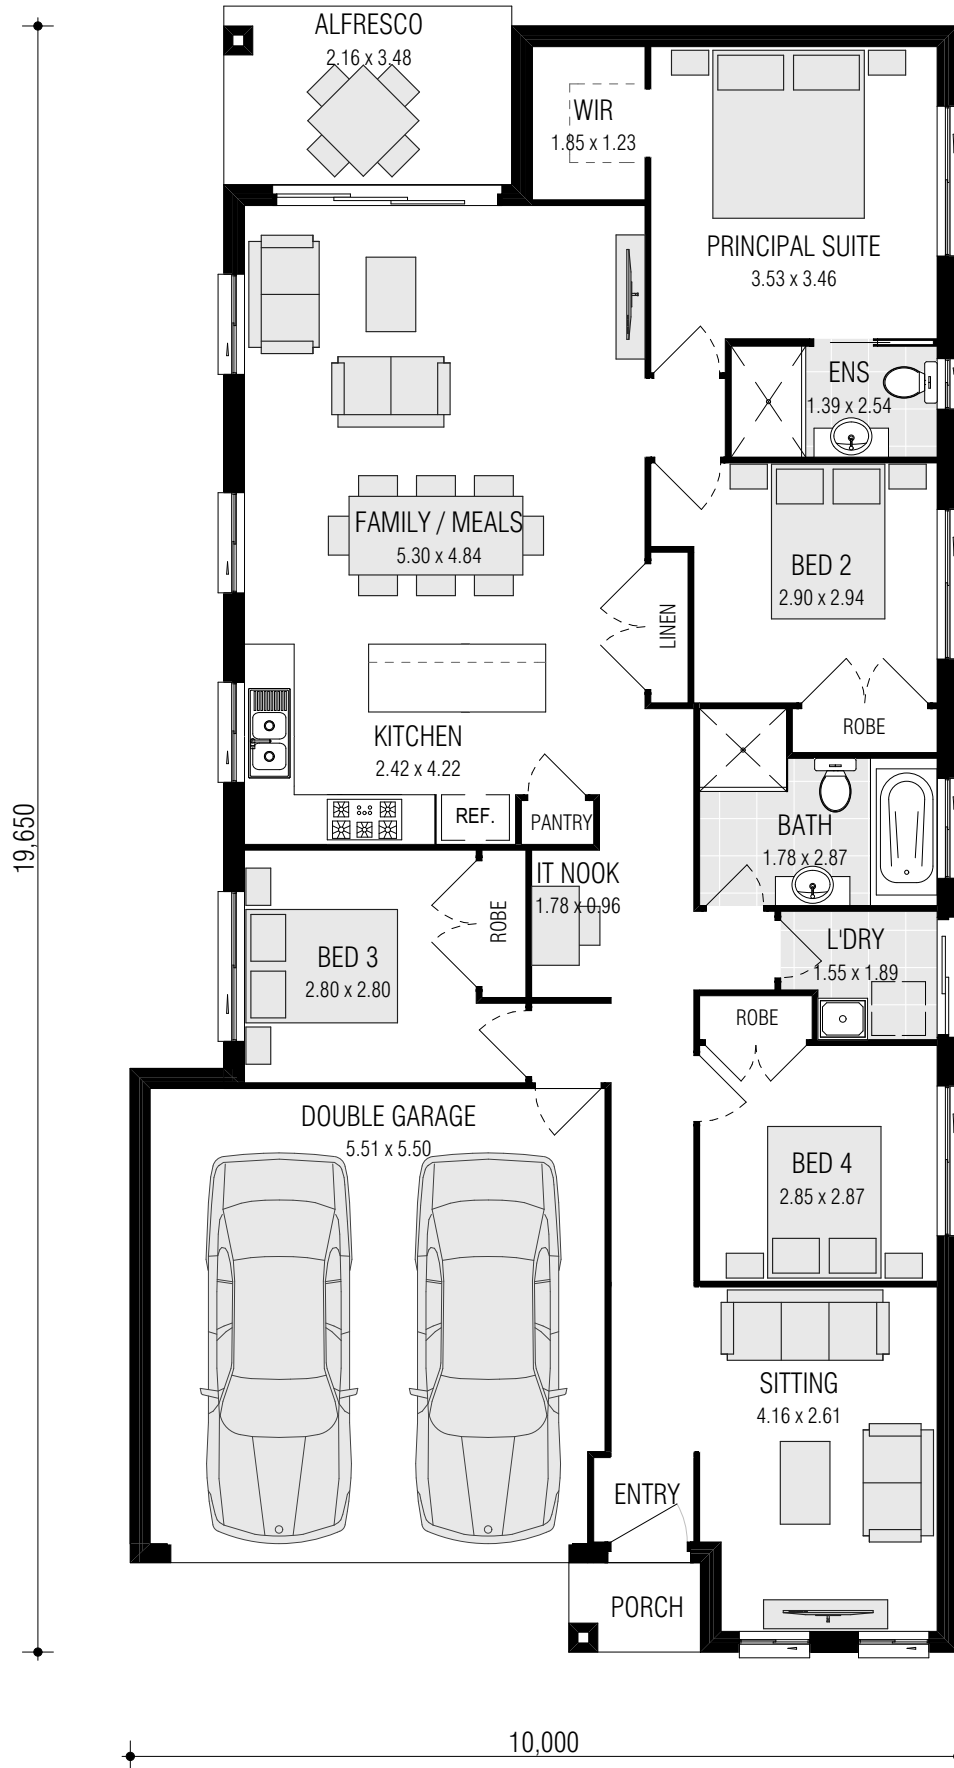 ALFRESCO
2.16 x 3.48
WIR
1.85 x 1.23
PRINCIPAL SUITE
3.53 x 3.46
ENS
1.39 x 2.54
FAMILY / MEALS
5.30 x 4.84
BED 2
2.90 x 2.94
LINEN
ROBE
KITCHEN
2.42 x 4.22
REF.
PANTRY
BATH
1.78 x 2.87
19,650
IT NOOK
1.78 x 0.96
ROBE
BED 3
2.80 x 2.80
L'DRY
1.55 x 1.89
ROBE
DOUBLE GARAGE
5.51 x 5.50
BED 4
2.85 x 2.87
SITTING
4.16 x 2.61
ENTRY
PORCH
10,000